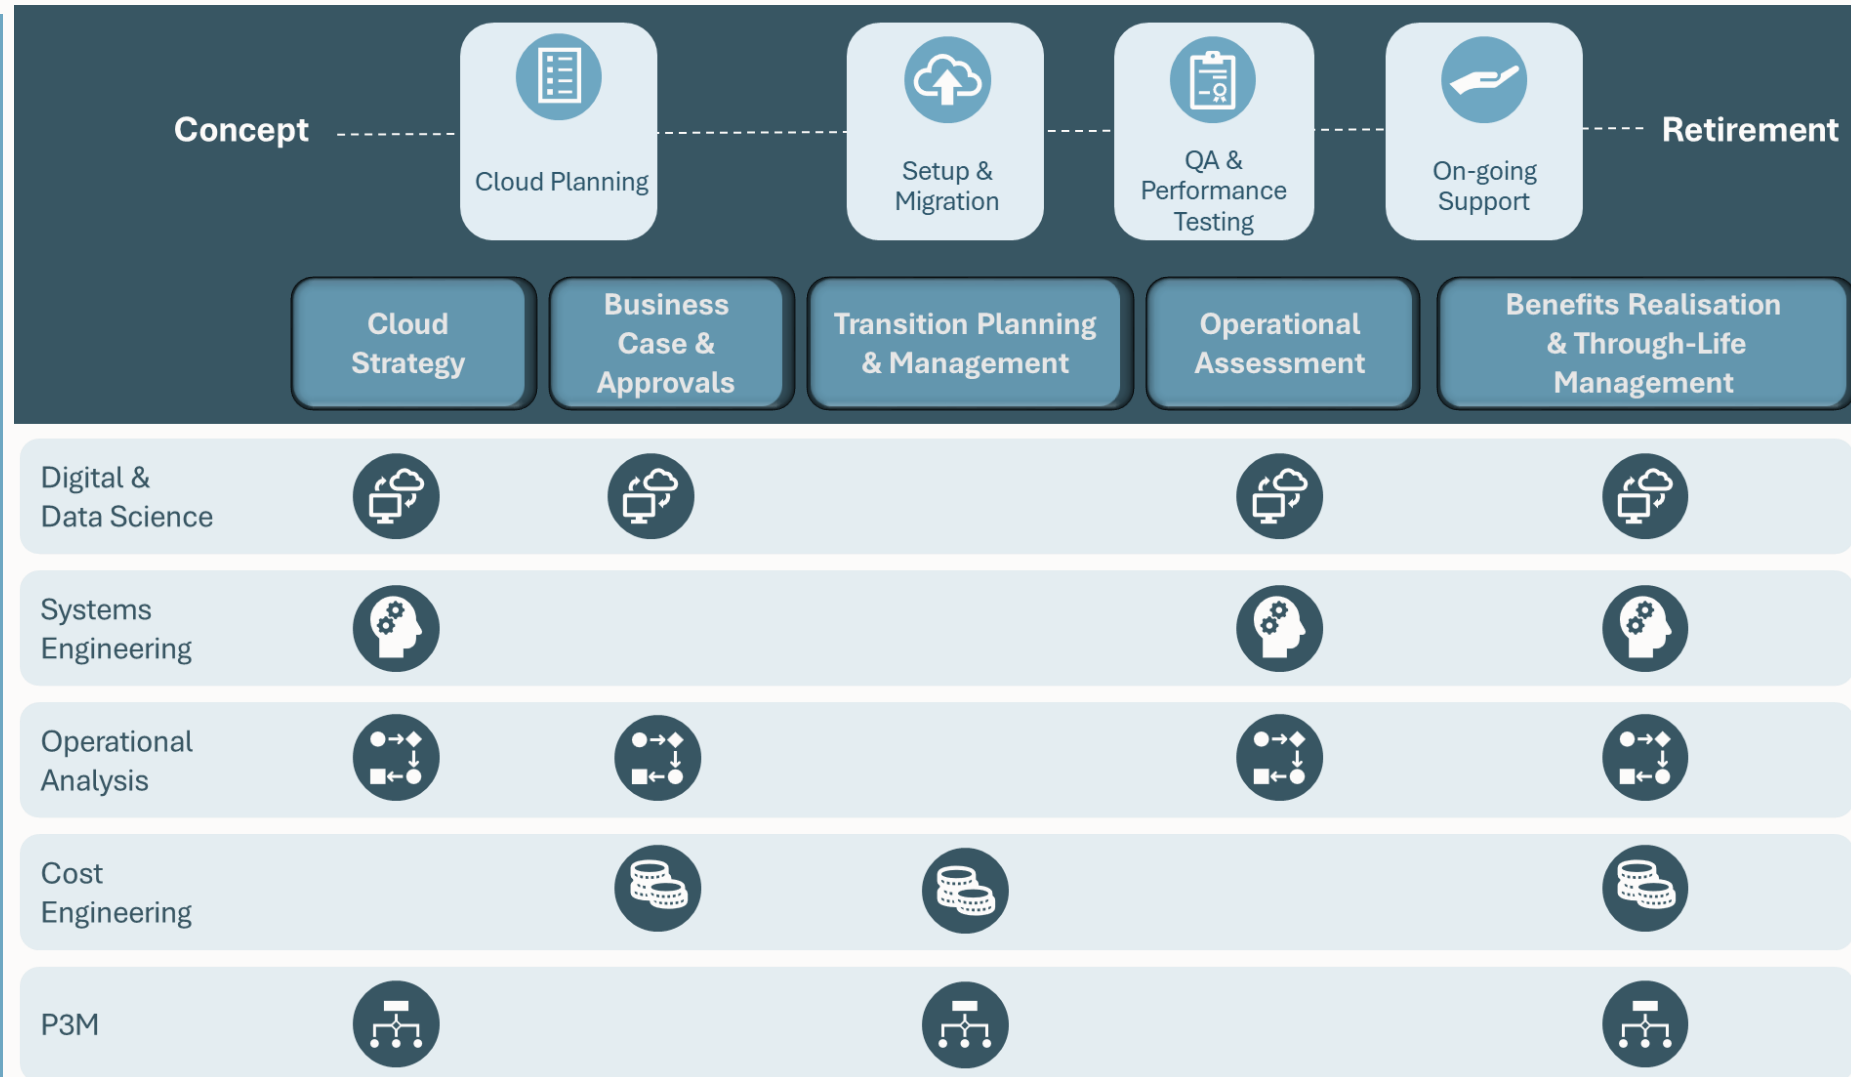 Concept
Cloud Planning
Setup &
Migration
QA &
Performance
Testing
On-going
Support
Retirement
Cloud
Strategy
Business
Case &
Approvals
Transition Planning
& Management
Operational
Assessment
Benefits Realisation
& Through-Life
Management
Digital &
Data Science
Systems
Engineering
Operational
Analysis
Cost
Engineering
P3M